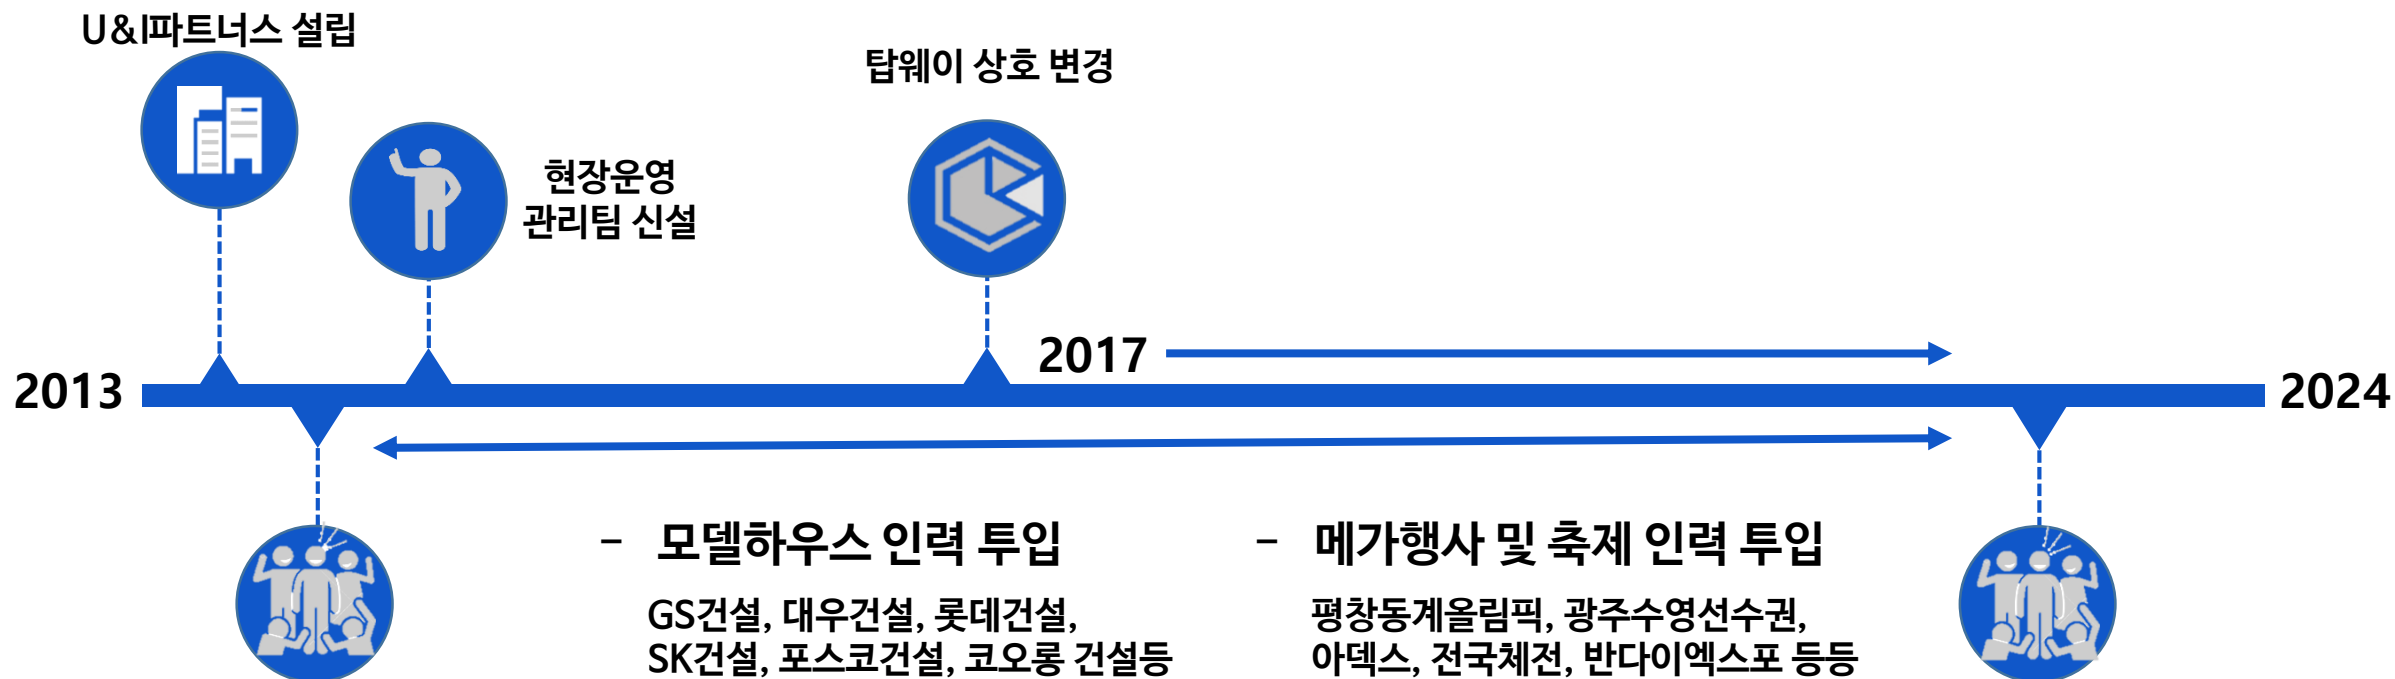 U&I파트너스 설립
탑웨이 상호 변경
현장운영
관리팀 신설
2017
2013
2024
- 모델하우스 인력 투입
GS건설, 대우건설, 롯데건설,
SK건설, 포스코건설, 코오롱 건설등
- 메가행사 및 축제 인력 투입
평창동계올림픽, 광주수영선수권,
아덱스, 전국체전, 반다이엑스포 등등